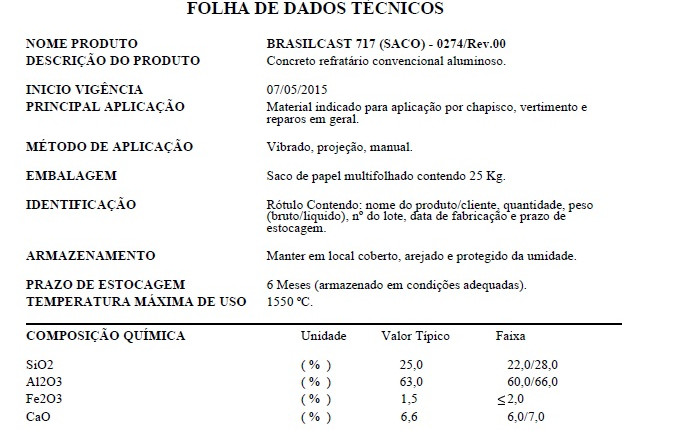 FOLHA DE DADOS TÉCNICOS
NOME PRODUTO BRASILCAST 717 (SACO) - 0274/Rev.00
DESCRIÇÃO DO PRODUTO Concreto refratário convencional aluminoso.
INICIO VIGÊNCIA 07/05/2015
PRINCIPAL APLICAÇÃO Material indicado para aplicação por chapisco, vertimento e
reparos em geral.
MÉTODO DE APLICAÇÃO Vibrado, projeção, manual.
EMBALAGEM Saco de papel multifolhado contendo 25 Kg.
IDENTIFICAÇÃO Rótulo Contendo: nome do produto/cliente, quantidade, peso
(bruto/liquido), nº do lote, data de fabricação e prazo de
estocagem.
ARMAZENAMENTO Manter em local coberto, arejado e protegido da umidade.
PRAZO DE ESTOCAGEM 6 Meses (armazenado em condições adequadas).
TEMPERATURA MÁXIMA DE USO 1550 ºC.
COMPOSIÇÃO QUÍMICA Unidade Valor Típico Faixa
SiO2 ( % ) 25,0 22,0/28,0
Al2O3 ( % ) 63,0 60,0/66,0
Fe2O3 ( % ) 1,5 ≤ 2,0
CaO ( % ) 6,6 6,0/7,0